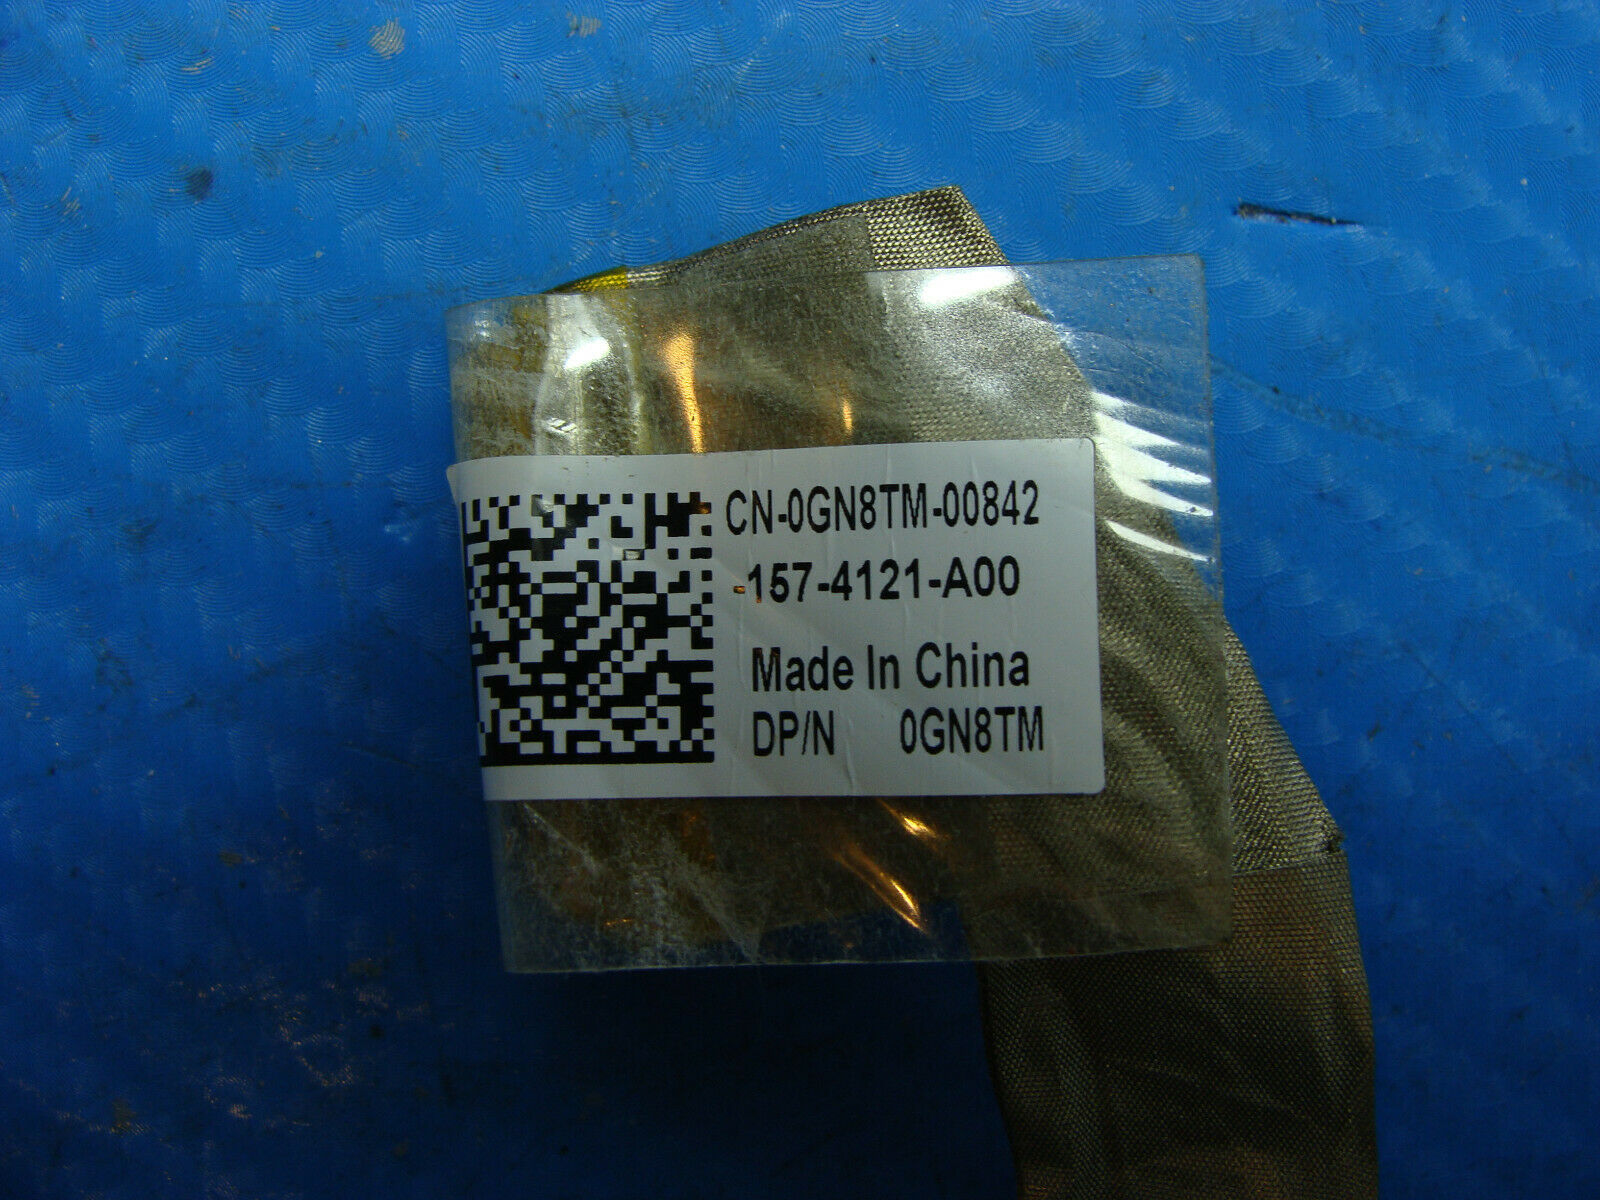 CN-0GN8TM-00842
-157-4121-A00
Made In China
DP/N 0GN8TM